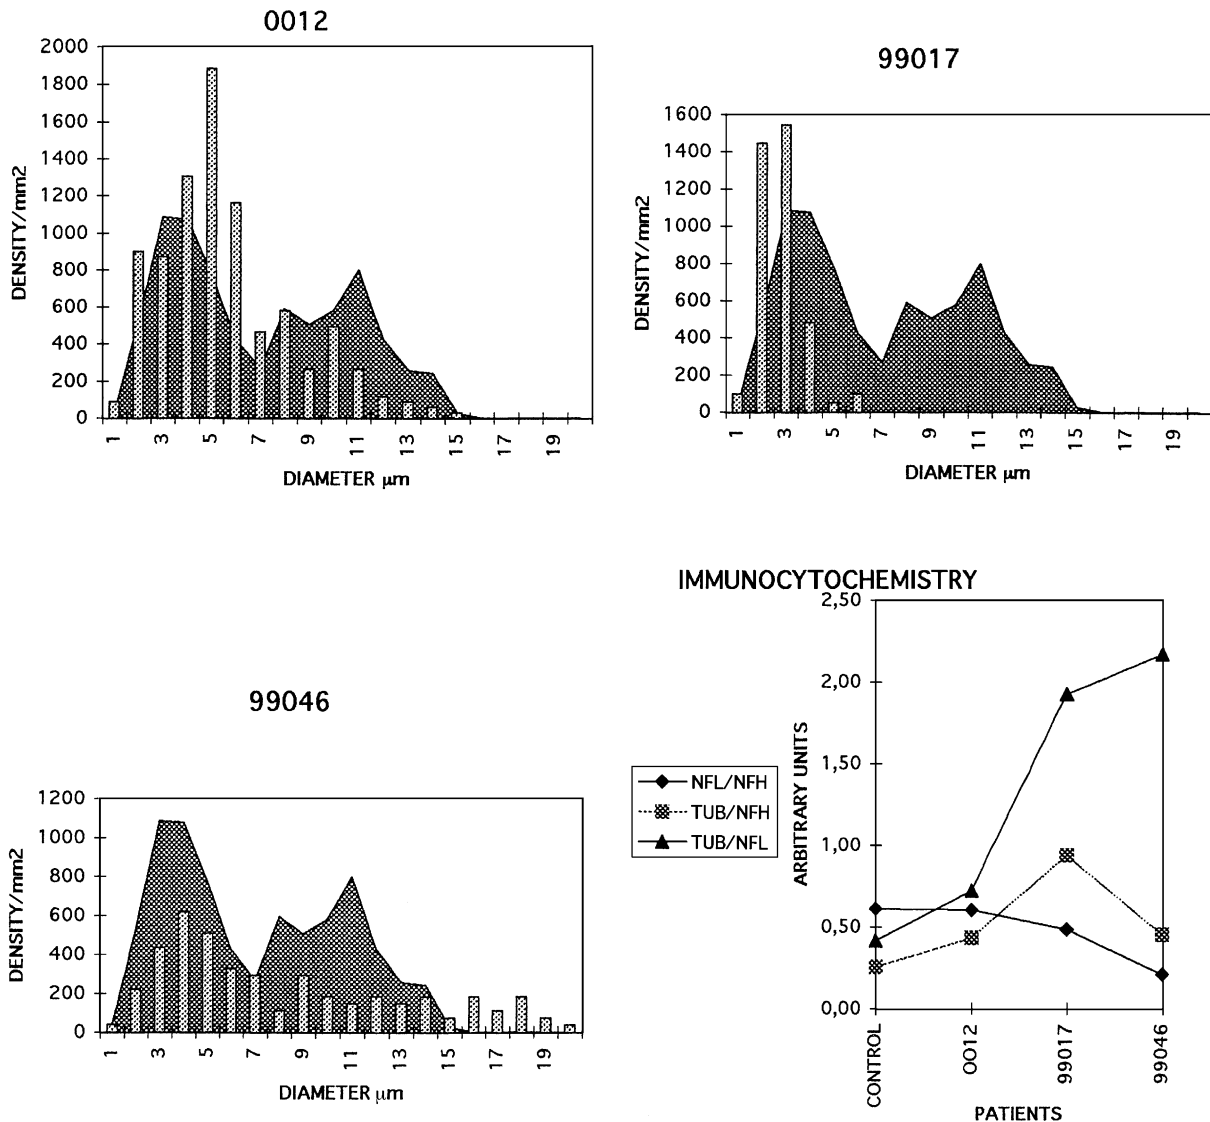 0012
2000
1800
1600
1400
1200
1000
800
600
400
200
0
DENSITY/mm2
1 3 5 7 9 11 13 15 17 19
DIAMETER µm
99017
1600
1400
1200
1000
800
600
400
200
0
DENSITY/mm2
1 3 5 7 9 11 13 15 17 19
DIAMETER µm
99046
1200
1000
800
600
400
200
0
DENSITY/mm2
1 3 5 7 9 11 13 15 17 19
DIAMETER µm
IMMUNOCYTOCHEMISTRY
NFL/NFH
TUB/NFH
TUB/NFL
2,50
2,00
1,50
1,00
0,50
0,00
ARBITRARY UNITS
CONTROL
OO12
99017
99046
PATIENTS